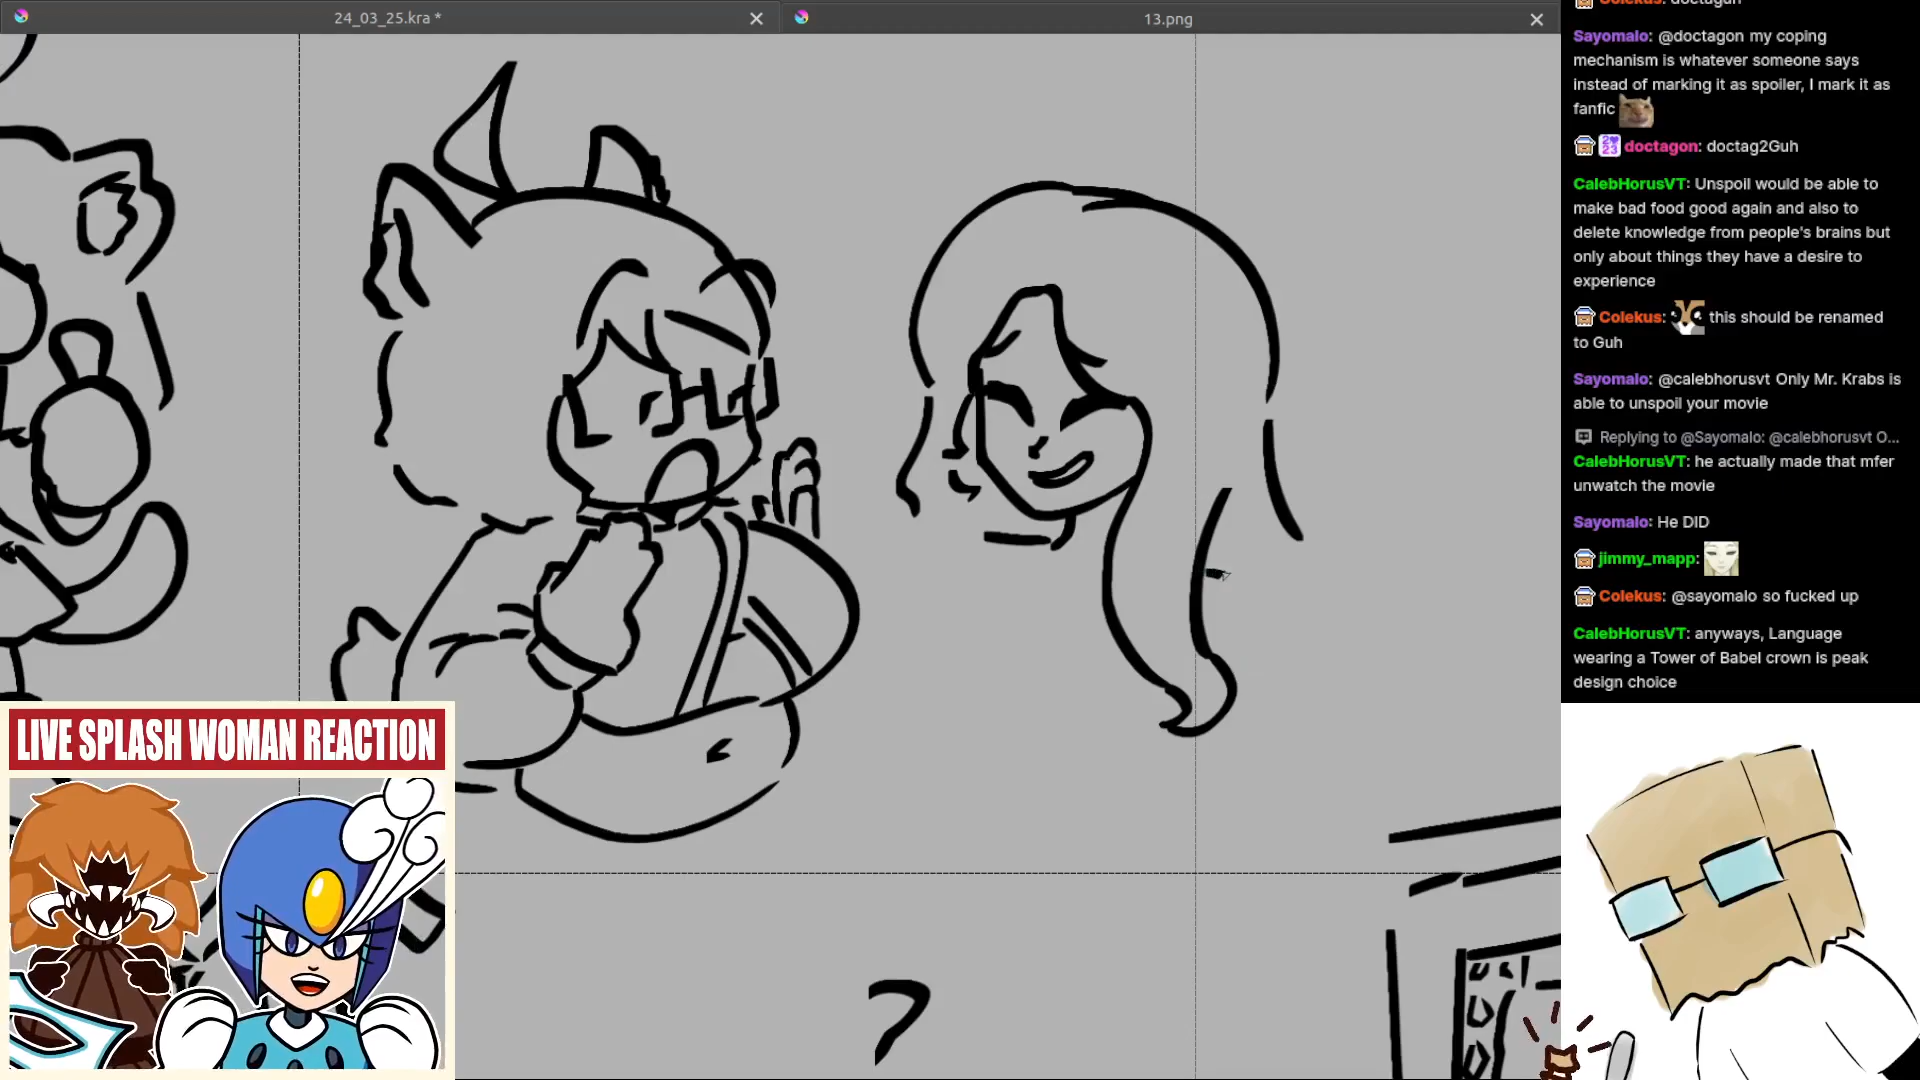 24_03_25.kra *
13.png
Colekus: doctagun
Sayomalo: @doctagon my coping
mechanism is whatever someone says
instead of marking it as spoiler, I mark it as
fanfic
doctagon: doctag2Guh
CalebHorusVT: Unspoil would be able to
make bad food good again and also to
delete knowledge from people's brains but
only about things they have a desire to
experience
Colekus: this should be renamed
to Guh
Sayomalo: @calebhorusvt Only Mr. Krabs is
able to unspoil your movie
Replying to @Sayomalo: @calebhorusvt O...
CalebHorusVT: he actually made that mfer
unwatch the movie
Sayomalo: He DID
jimmy_mapp:
Colekus: @sayomalo so fucked up
CalebHorusVT: anyways, Language
wearing a Tower of Babel crown is peak
design choice
LIVE SPLASH WOMAN REACTION
?